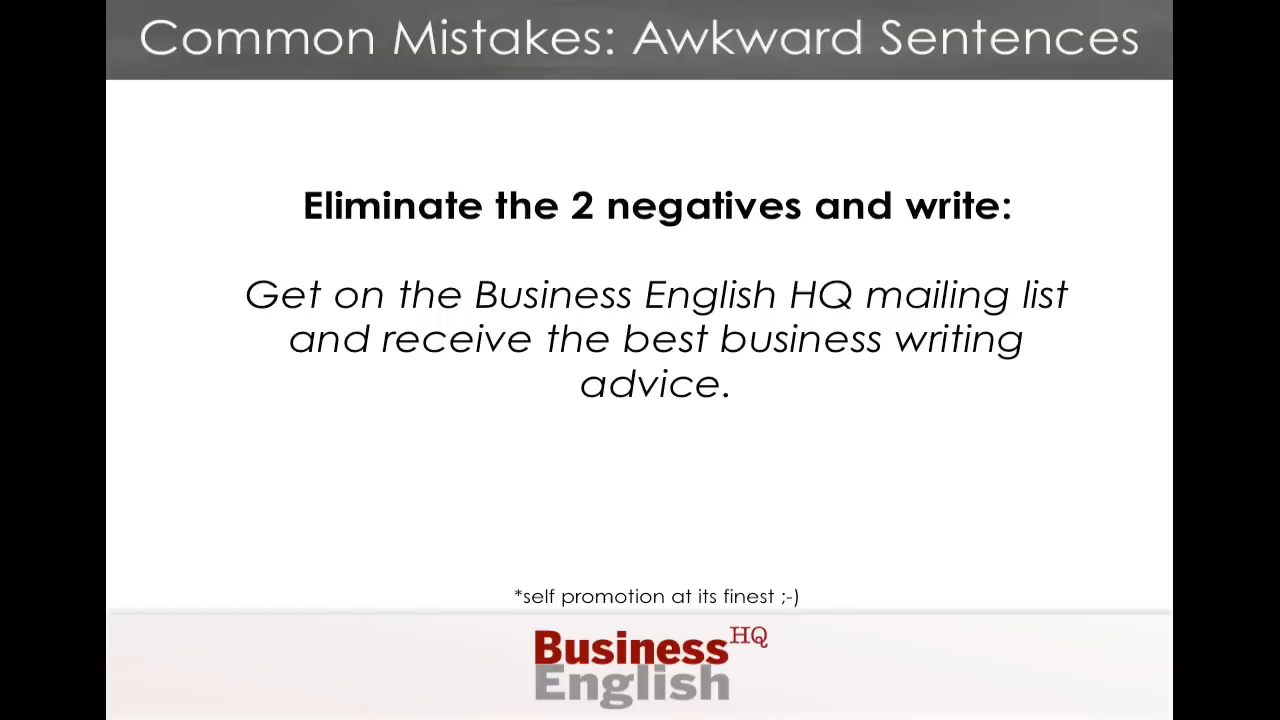 Common Mistakes: Awkward Sentences
Eliminate the 2 negatives and write:
Get on the Business English HQ mailing list
and receive the best business writing
advice.
*self promotion at its finest ;-)
Business HQ
English